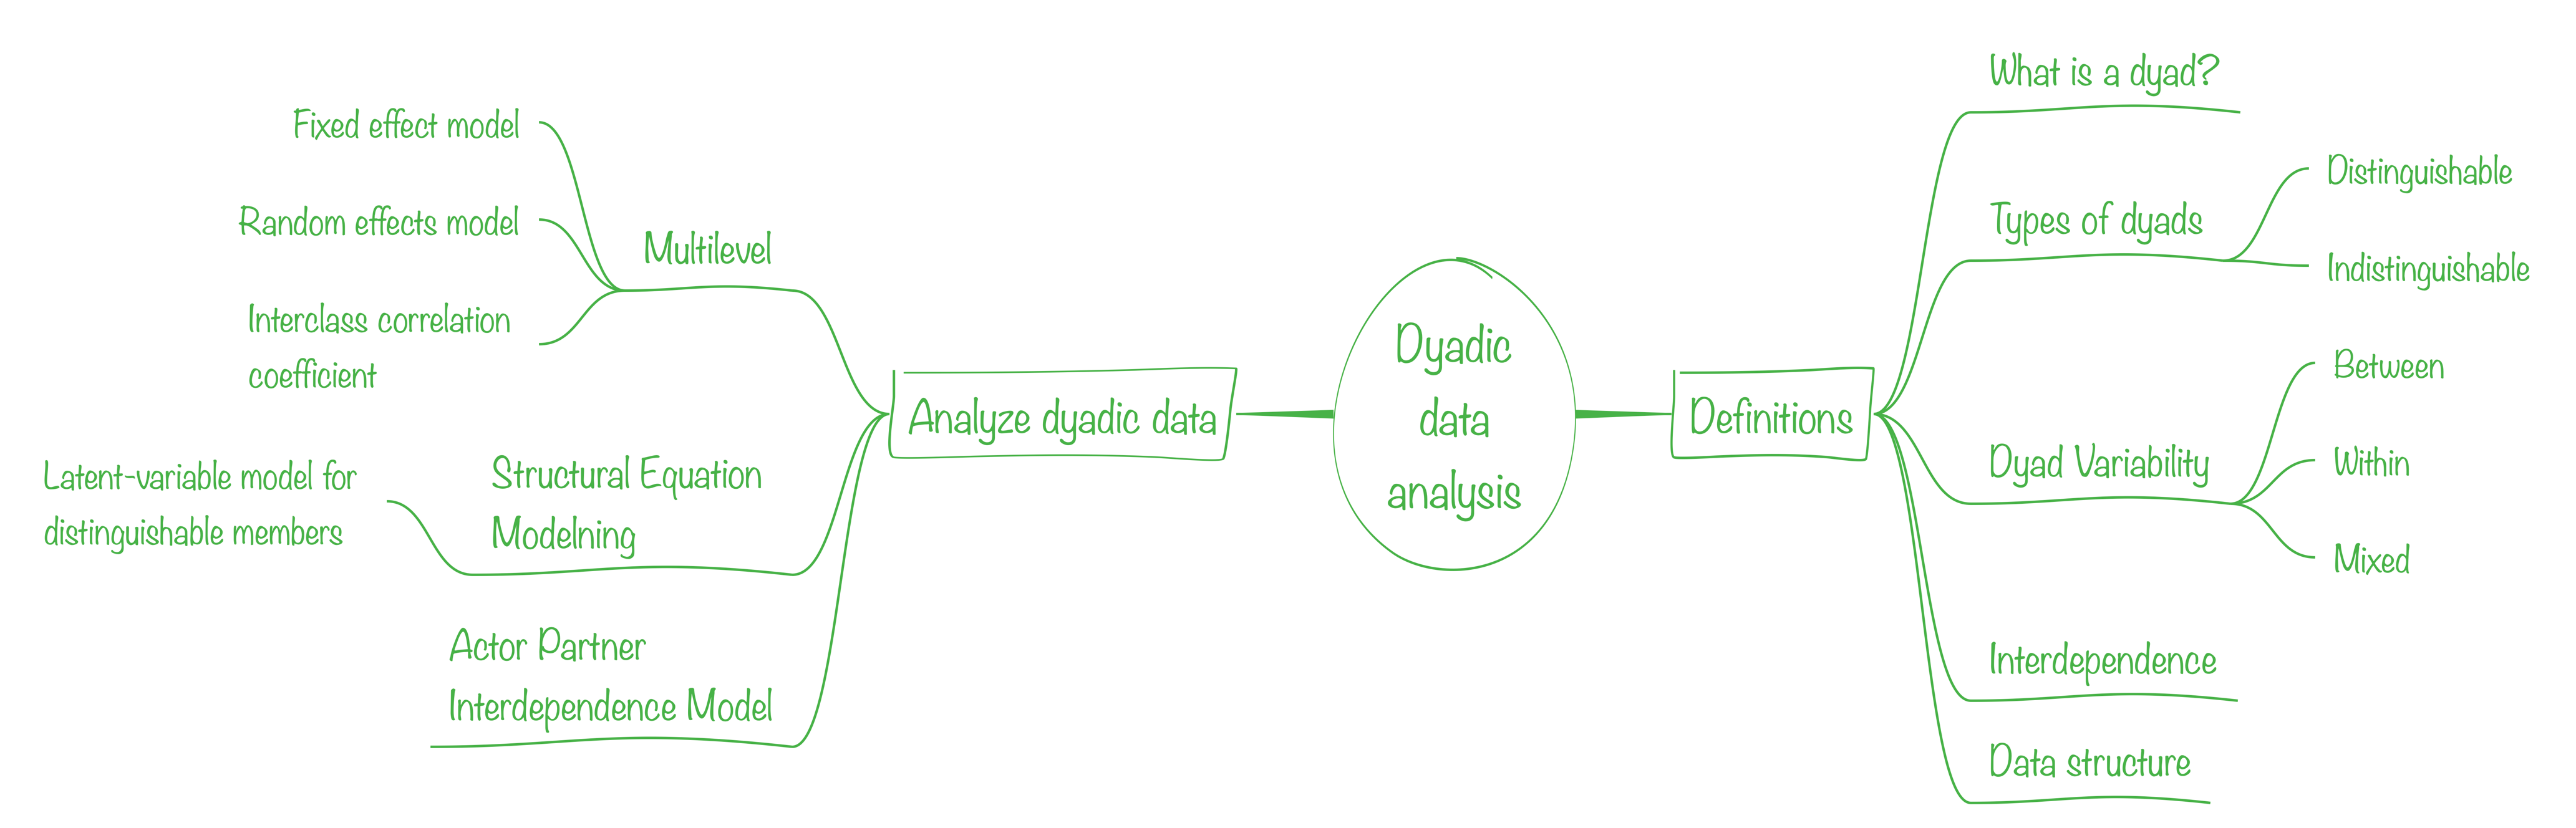 Dyadic
data
analysis
Definitions
What is a dyad?
Types of dyads
Distinguishable
Indistinguishable
Dyad Variability
Between
Within
Mixed
Interdependence
Data structure
Analyze dyadic data
Multilevel
Fixed effect model
Random effects model
Interclass correlation
coefficient
Structural Equation
Modelning
Latent-variable model for
distinguishable members
Actor Partner
Interdependence Model